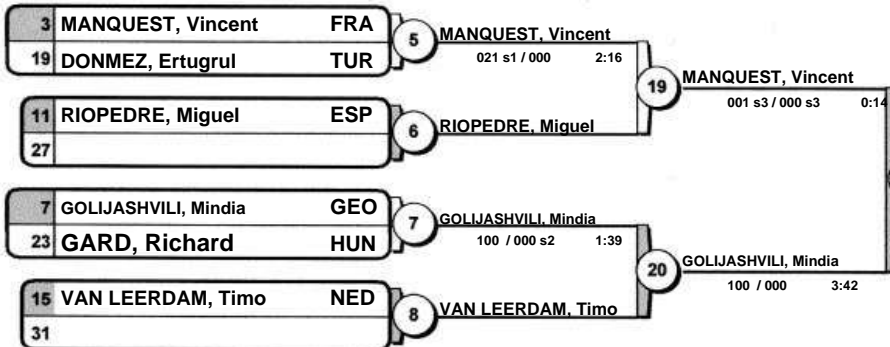 3 MANQUEST, Vincent FRA
19 DONMEZ, Ertugrul TUR
5
MANQUEST, Vincent
021 s1 / 000 2:16
11 RIOPEDRE, Miguel ESP
27
6
RIOPEDRE, Miguel
19
MANQUEST, Vincent
001 s3 / 000 s3 0:14
7 GOLIJASHVILI, Mindia GEO
23 GARD, Richard HUN
7
GOLIJASHVILI, Mindia
100 / 000 s2 1:39
15 VAN LEERDAM, Timo NED
31
8
VAN LEERDAM, Timo
20
GOLIJASHVILI, Mindia
100 / 000 3:42